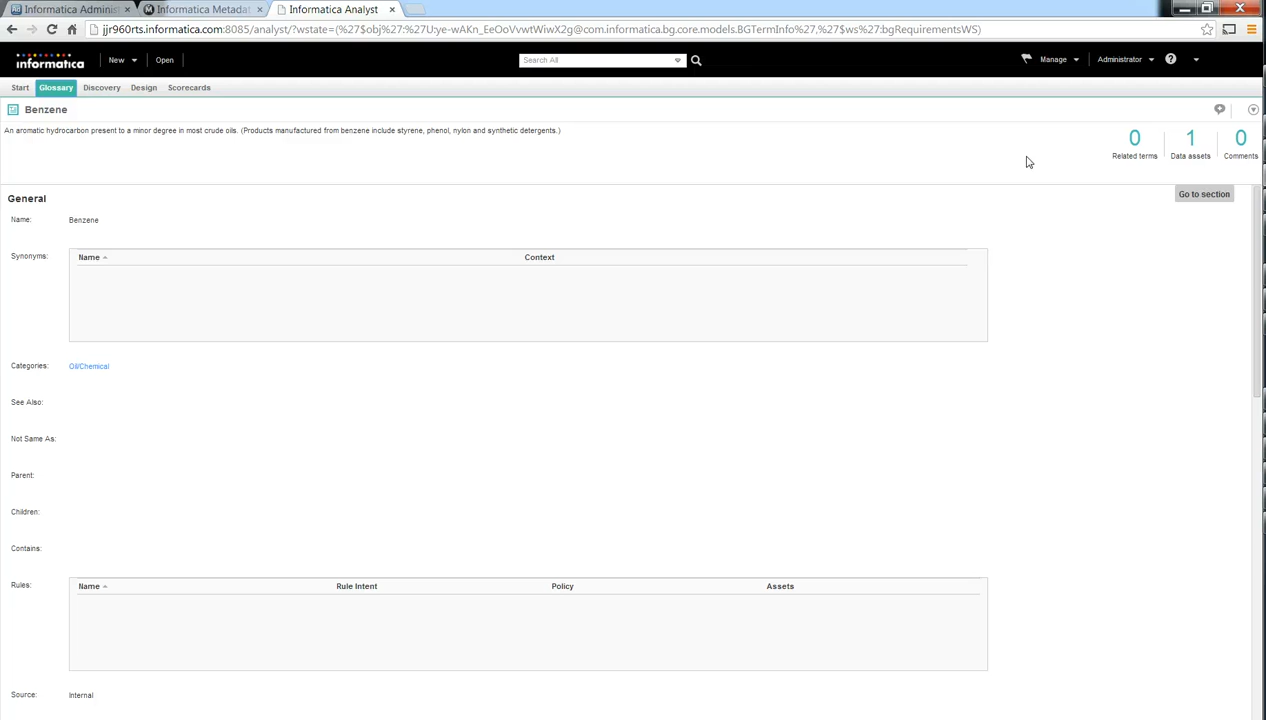 Informatica Adminis
Informatica Metadat
Informatica Analyst
jjr960rts.informatica.com:8085/analyst/?wstate=(%27$obj%27:%27U:ye-wAKn_EeOoVvwtWiwX2g@com.informatica.bg.core.models.BGTermInfo%27,%27$ws%27:bgRequirementsWS)
informatica New Open Search All Manage Administrator ?
Start Glossary Discovery Design Scorecards
Benzene
An aromatic hydrocarbon present to a minor degree in most crude oils. (Products manufactured from benzene include styrene, phenol, nylon and synthetic detergents.)
0 1 0
Related terms Data assets Comments
General
Go to section
Name: Benzene
Synonyms: Name Context
Categories: Oil/Chemical
See Also:
Not Same As:
Parent:
Children:
Contains:
Rules: Name Rule Intent Policy Assets
Source: Internal